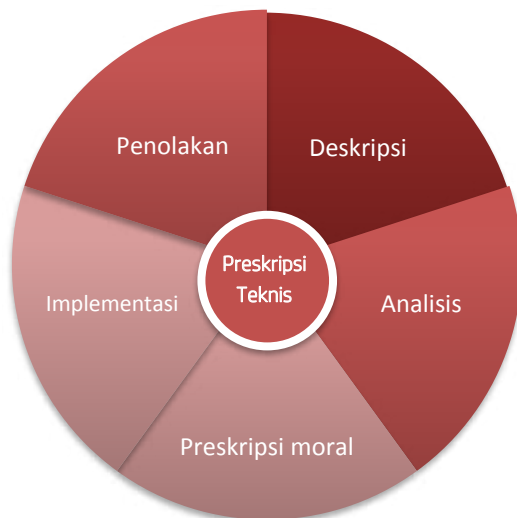 Penolakan
Deskripsi
Preskripsi
Teknis
Implementasi
Analisis
Preskripsi moral